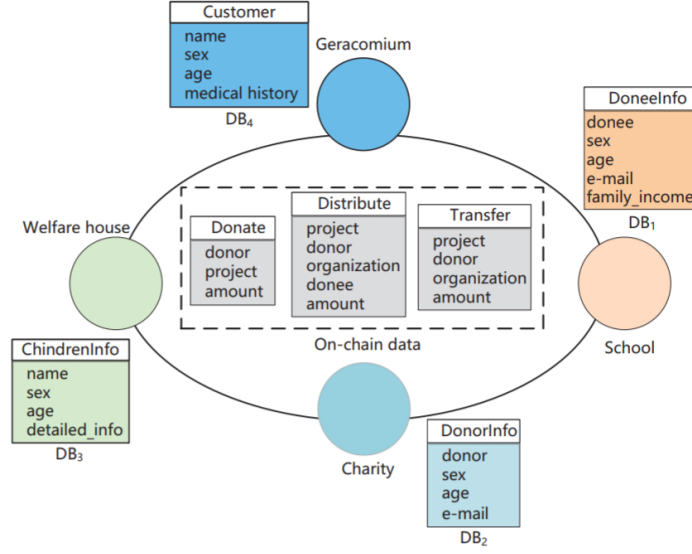 Customer
name
sex
age
medical history
DB4
Geracomium
DoneeInfo
donee
sex
age
e-mail
family_income
DB1
Welfare house
Donate
donor
project
amount
Distribute
project
donor
organization
donee
amount
Transfer
project
donor
organization
amount
On-chain data
School
ChindrenInfo
name
sex
age
detailed_info
DB3
Charity
DonorInfo
donor
sex
age
e-mail
DB2